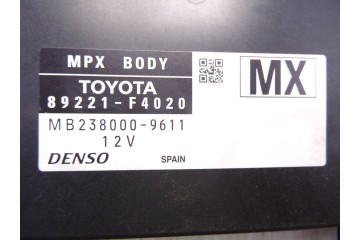 MPX BODY
TOYOTA
89221-F4020
MX
MB238000-9611
12V
DENSO
SPAIN